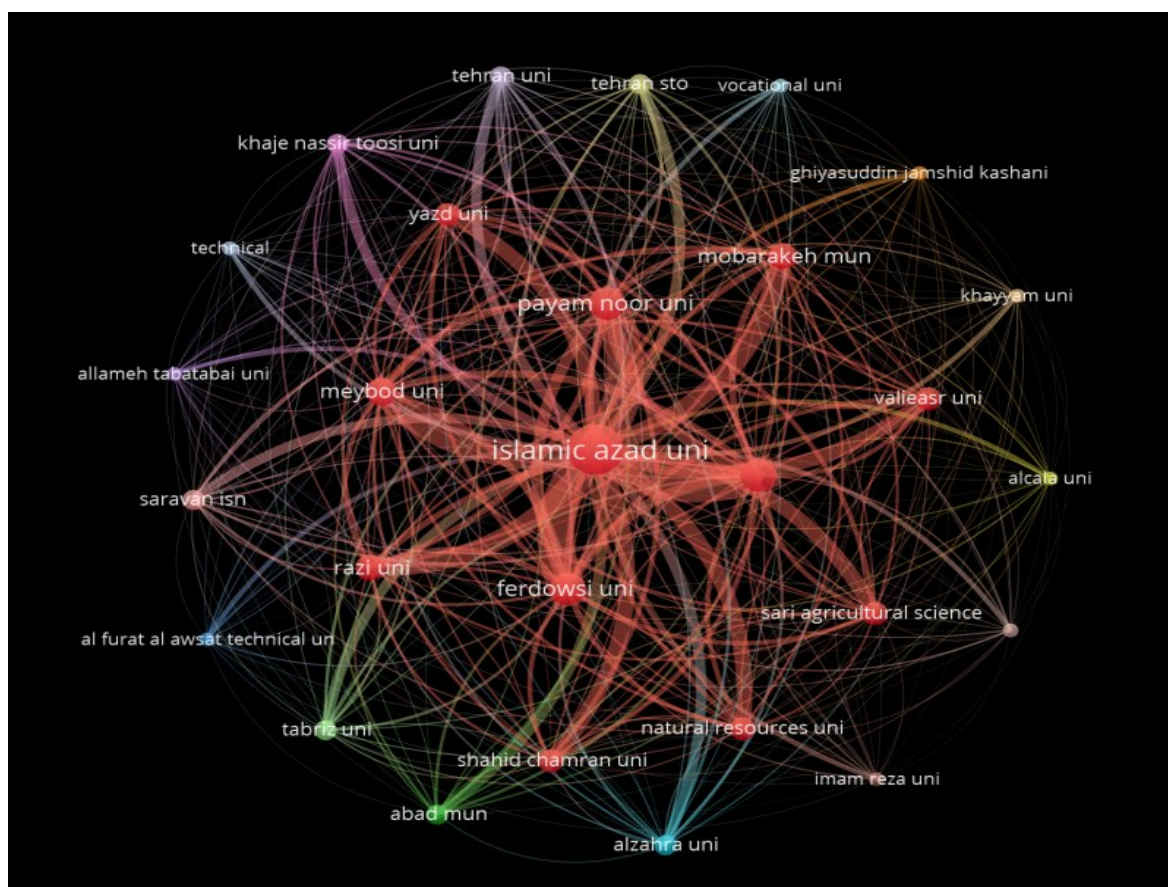 tehran uni
tehran sto
vocational uni
khaje nassir toosi uni
ghiyasuddin jamshid kashani
yazd uni
technical
mobarakeh mun
payam noor uni
khayyam uni
allameh tabatabai uni
meybod uni
valieasr uni
islamic azad uni
alcala uni
saravan isn
razi uni
ferdowsi uni
sari agricultural science
al furat al awsat technical un
tabriz uni
natural resources uni
shahid chamran uni
imam reza uni
abad mun
alzahra uni